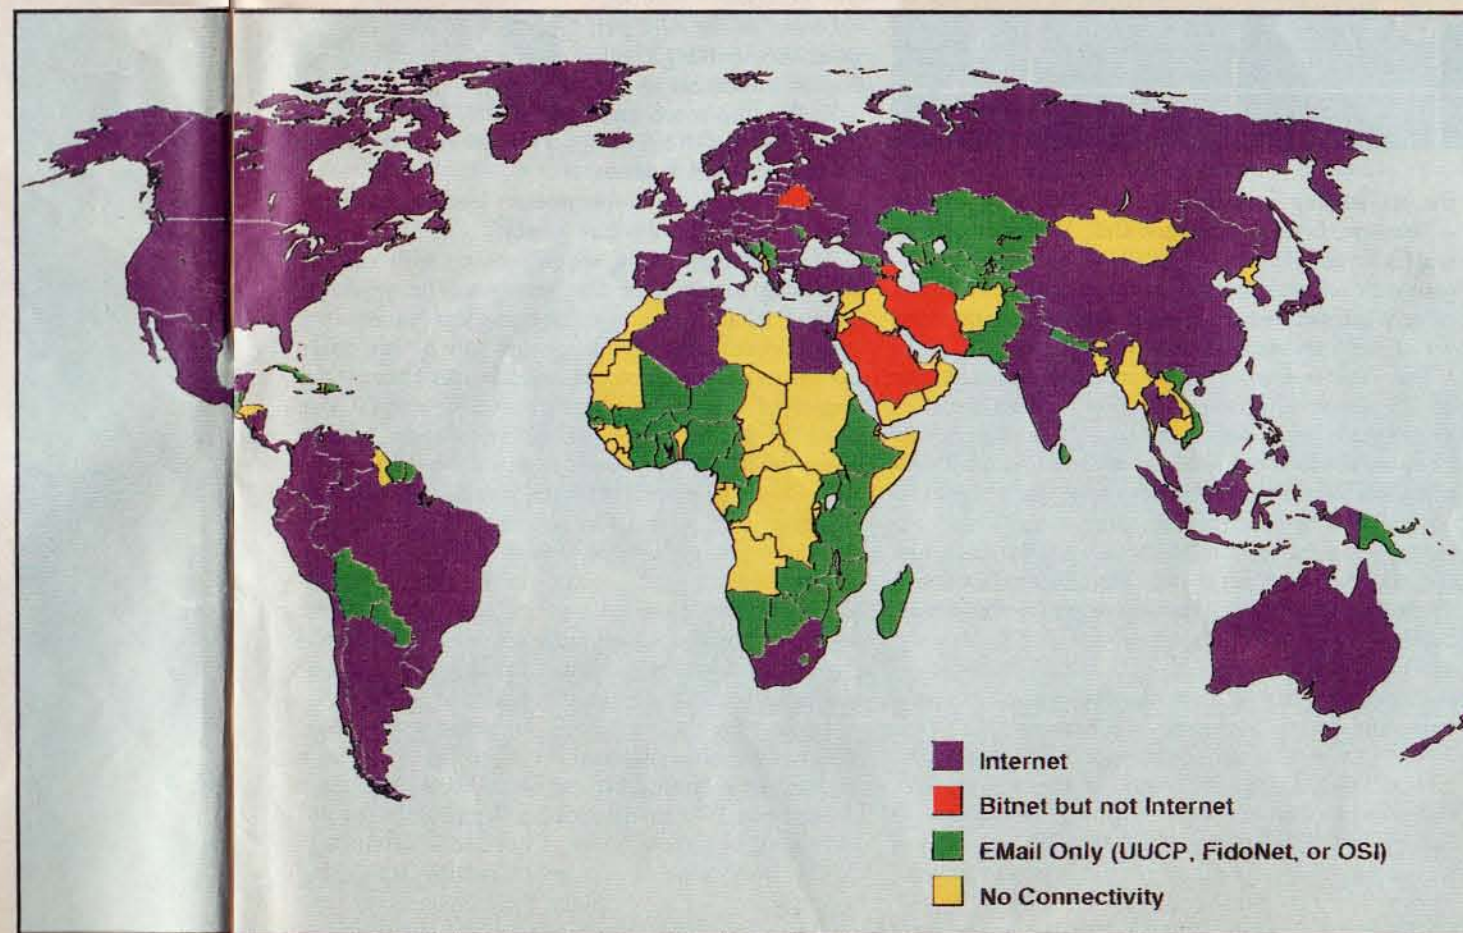 Internet
Bitnet but not Internet
EMail Only (UUCP, FidoNet, or OSI)
No Connectivity